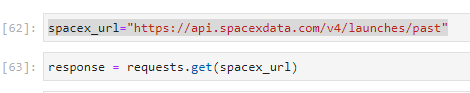 [62]: spacex_url="https://api.spacexdata.com/v4/launches/past"
[63]: response = requests.get(spacex_url)